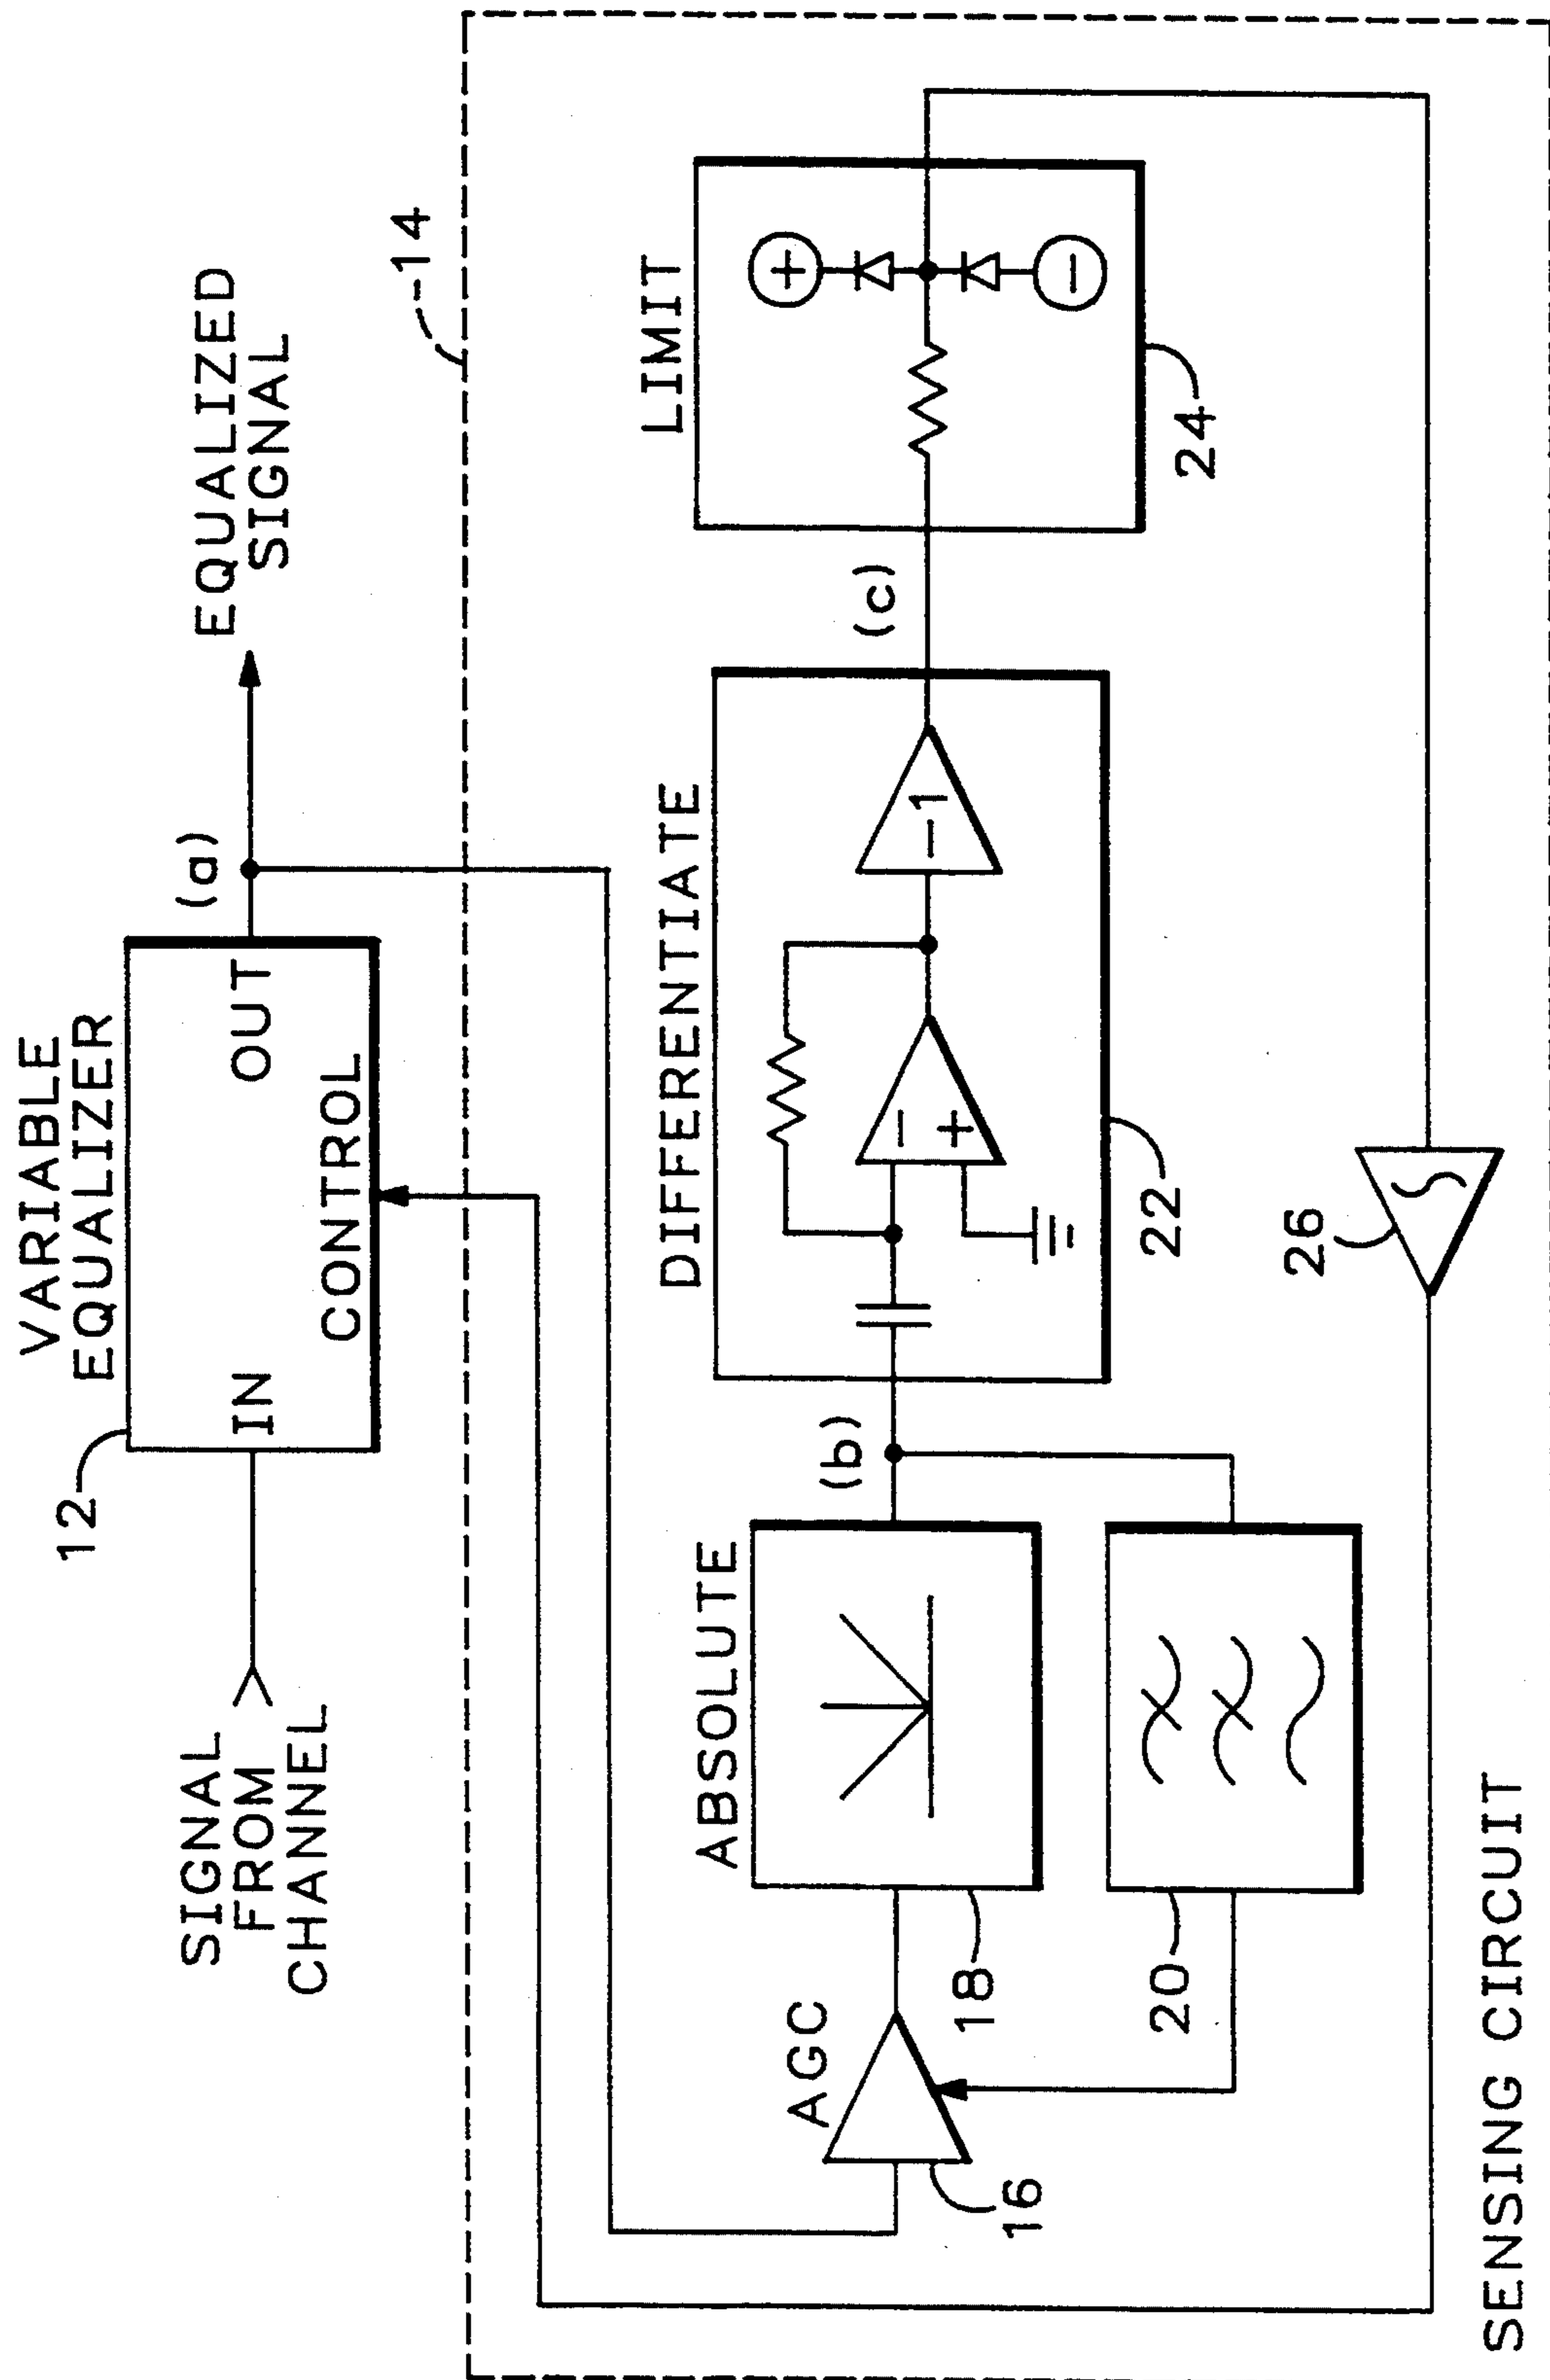 VARIABLE
EQUALIZER
12
IN
OUT
CONTROL
SIGNAL
FROM
CHANNEL
(a)
EQUALIZED
SIGNAL
14
AGC
16
ABSOLUTE
18
20
(b)
DIFFERENTIATE
-
+
-1
22
(c)
LIMIT
+
-
24
26
SENSING CIRCUIT